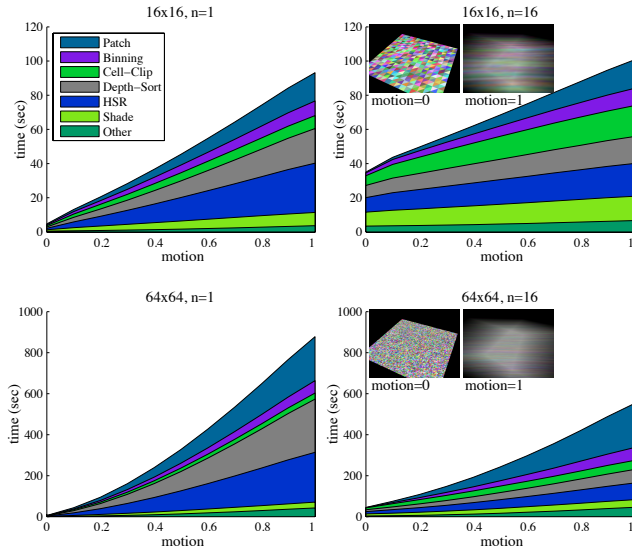 16x16, n=1
120
100
80
60
40
20
0
time (sec)
Patch
Binning
Cell-Clip
Depth-Sort
HSR
Shade
Other
0.2 0.4 0.6 0.8 1
motion
16x16, n=16
120
100
80
60
40
20
0
motion=0 motion=1
0 0.2 0.4 0.6 0.8 1
motion
64x64, n=1
1000
800
600
400
200
0
time (sec)
0.2 0.4 0.6 0.8 1
motion
64x64, n=16
1000
800
600
400
200
0
time (sec)
motion=0 motion=1
0 0.2 0.4 0.6 0.8 1
motion